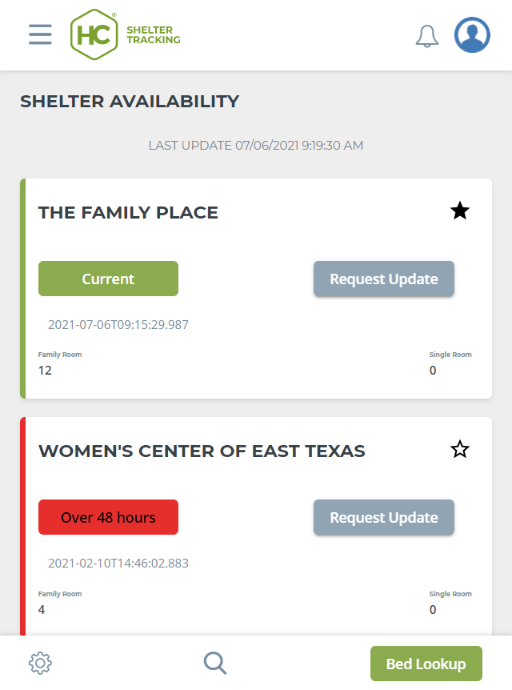 HC®
SHELTER
TRACKING
SHELTER AVAILABILITY
LAST UPDATE 07/06/2021 9:19:30 AM
THE FAMILY PLACE
Current
Request Update
2021-07-06T09:15:29.987
Family Room
Single Room
12
0
WOMEN'S CENTER OF EAST TEXAS
Over 48 hours
Request Update
2021-02-10T14:46:02.883
Family Room
Single Room
4
0
Bed Lookup